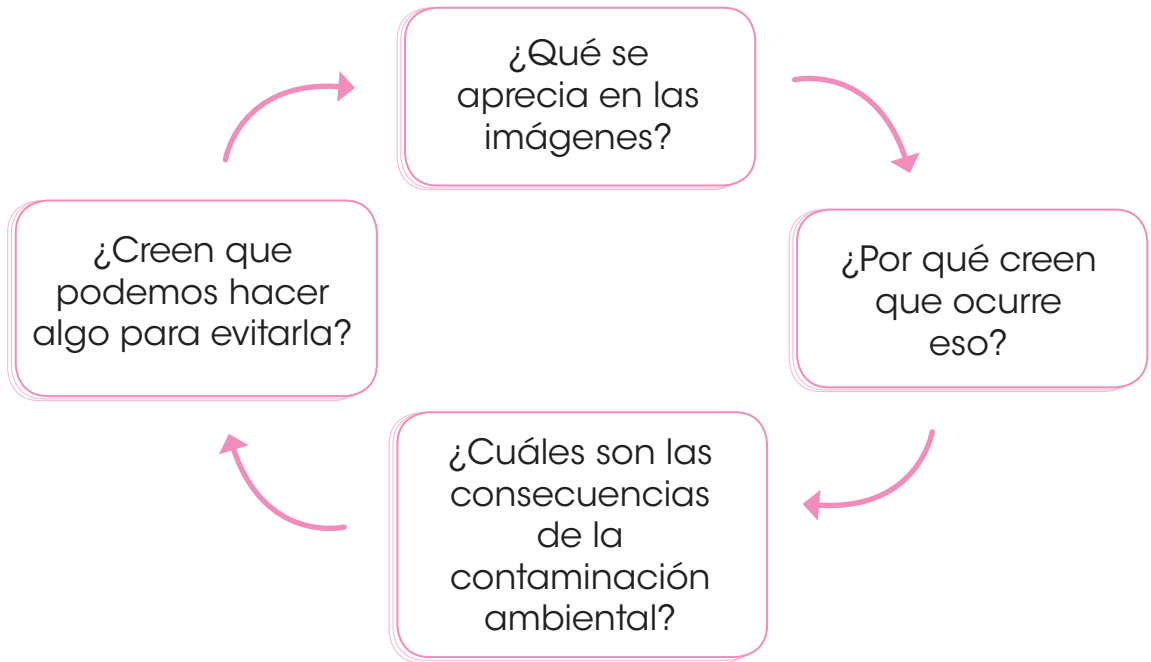 ¿Qué se
aprecia en las
imágenes?
¿Por qué creen
que ocurre
eso?
¿Cuáles son las
consecuencias
de la
contaminación
ambiental?
¿Creen que
podemos hacer
algo para evitarla?